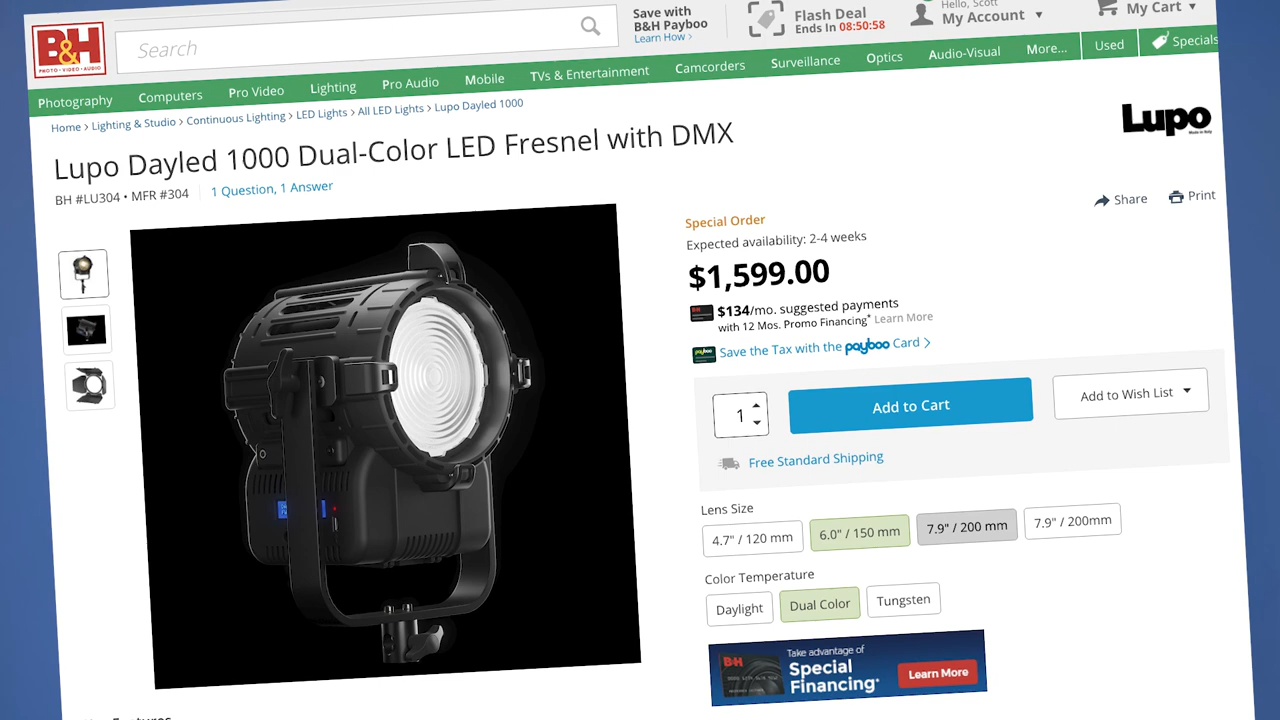 B&H
PHOTO • VIDEO • AUDIO
Search
Save with
B&H Payboo
Learn How ›
Flash Deal
Ends In 08:50:58
Hello, Scott
My Account ▼
My Cart ▼
Photography Computers Pro Video Lighting Pro Audio Mobile TVs & Entertainment Camcorders Surveillance Optics Audio-Visual More... Used Specials
Home › Lighting & Studio › Continuous Lighting › LED Lights › All LED Lights › Lupo Dayled 1000
Lupo
Made in Italy
Lupo Dayled 1000 Dual-Color LED Fresnel with DMX
BH #LU304 • MFR #304 1 Question, 1 Answer
Share Print
Special Order
Expected availability: 2-4 weeks
$1,599.00
$134/mo. suggested payments
with 12 Mos. Promo Financing* Learn More
Save the Tax with the payboo Card ›
1 Add to Cart Add to Wish List ▼
Free Standard Shipping
Lens Size
4.7" / 120 mm 6.0" / 150 mm 7.9" / 200 mm 7.9" / 200mm
Color Temperature
Daylight Dual Color Tungsten
B&H
Take advantage of
Special
Financing*
Learn More
Features